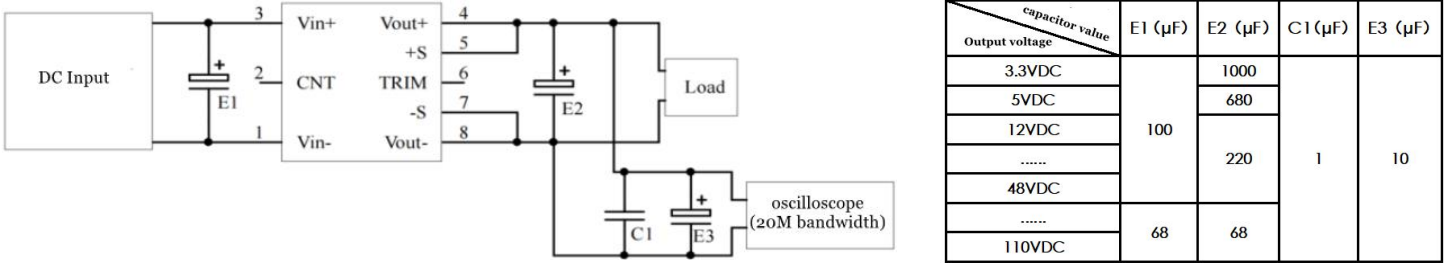 3 Vin+ Vout+ 4
+S 5
DC Input
+
E1
2 CNT TRIM 6
-S 7
1 Vin- Vout- 8
+
E2
Load
C1
+
E3
oscilloscope
(20M bandwidth)
capacitor value
Output voltage
E1 (μF) E2 (μF) C1(μF) E3 (μF)
3.3VDC 1000
5VDC 680
12VDC
100
......
220 1 10
48VDC
......
68 68
110VDC